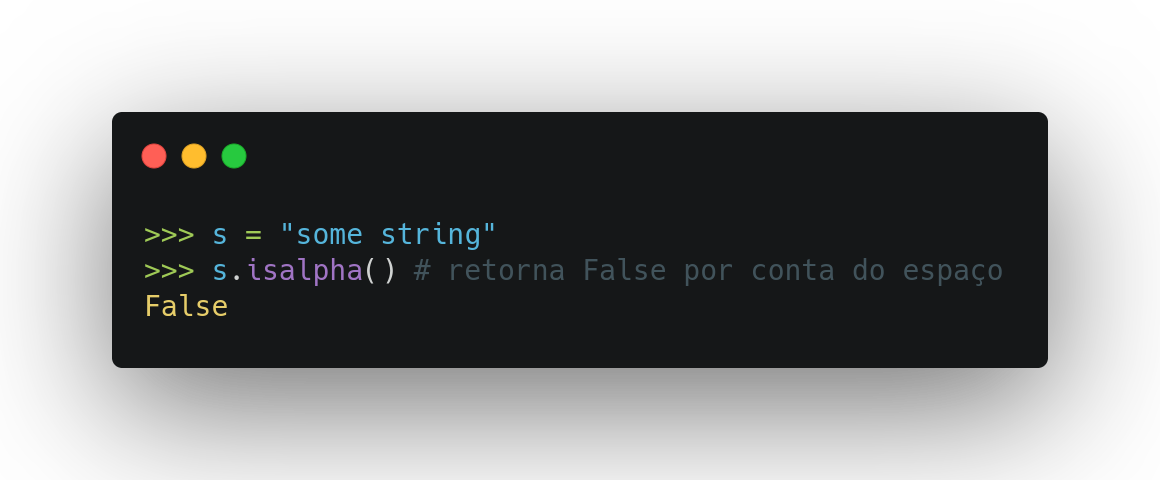 >>> s = "some string"
>>> s.isalpha() # retorna False por conta do espaço
False